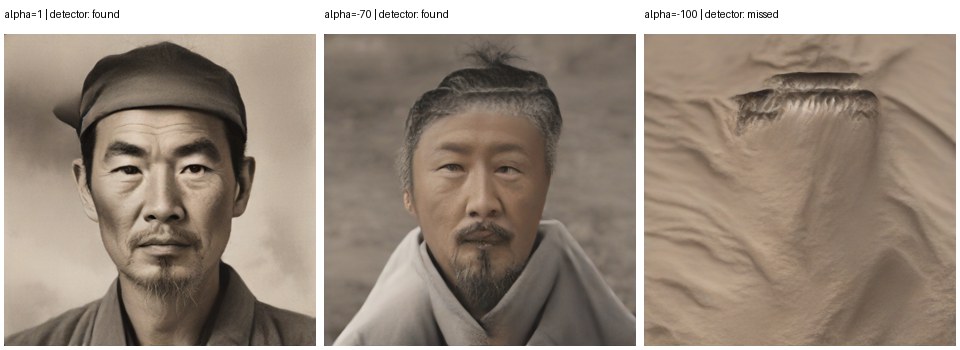 alpha=1 | detector: found
alpha=-70 | detector: found
alpha=-100 | detector: missed